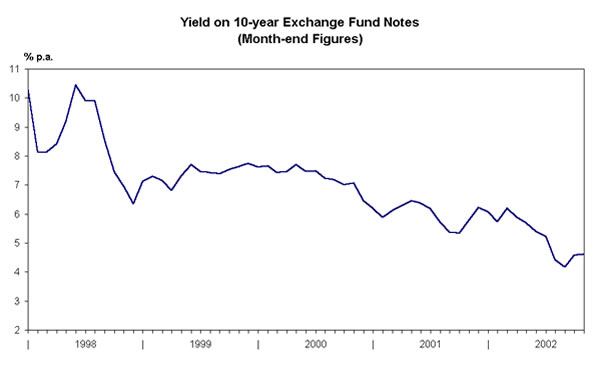 Yield on 10-year Exchange Fund Notes
(Month-end Figures)
% p.a.
11
10
9
8
7
6
5
4
3
2
| 1998 | 1999 | 2000 | 2001 | 2002